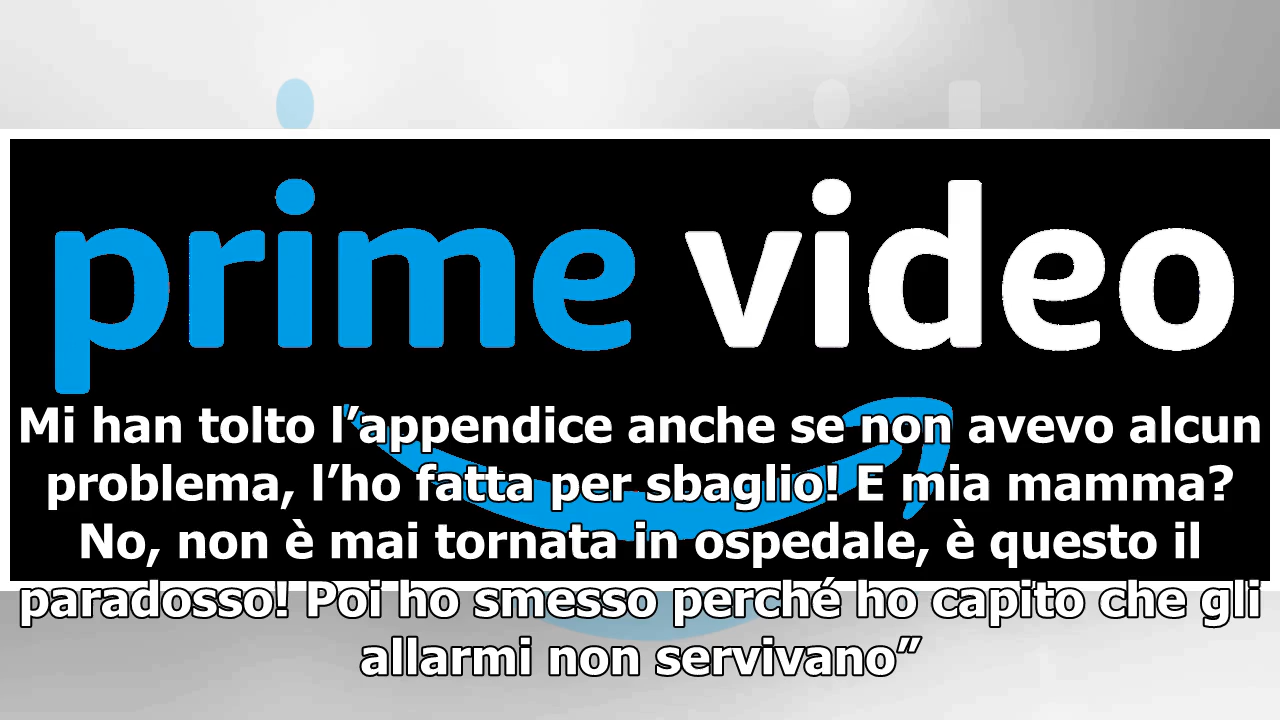 prime video
Mi han tolto l’appendice anche se non avevo alcun
problema, l’ho fatta per sbaglio! E mia mamma?
No, non è mai tornata in ospedale, è questo il
paradosso! Poi ho smesso perché ho capito che gli
allarmi non servivano”